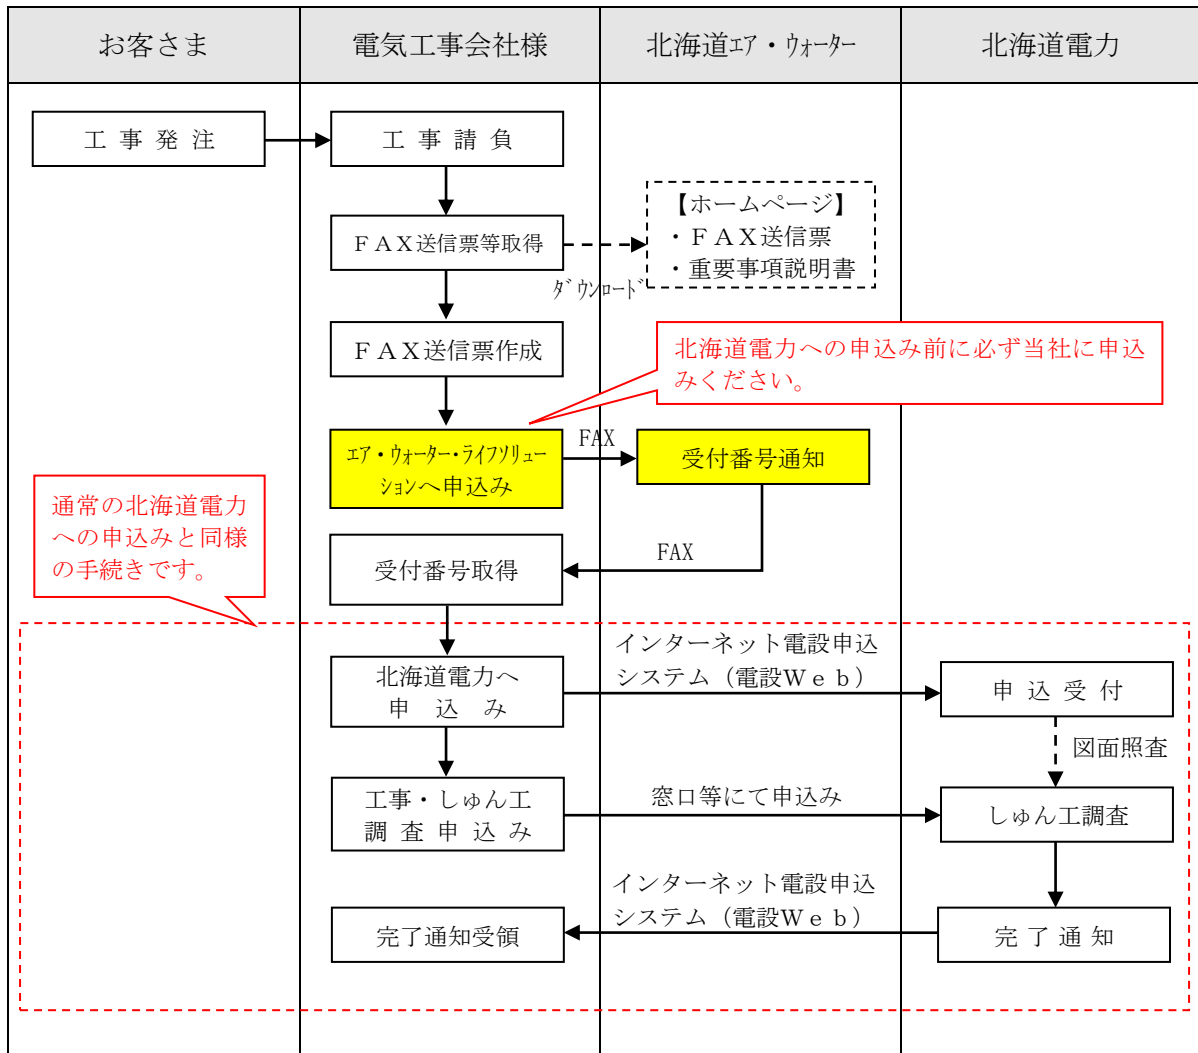 お客さま
電気工事会社様
北海道ｴｱ・ｳｫｰﾀｰ
北海道電力
工 事 発 注
工 事 請 負
【ホームページ】
・ＦＡＸ送信票
・重要事項説明書
ＦＡＸ送信票等取得
ﾀﾞｳﾝﾛｰﾄﾞ
ＦＡＸ送信票作成
北海道電力への申込み前に必ず当社に申込
みください。
ｴｱ・ｳｫｰﾀｰ・ﾗｲﾌｿﾘｭｰ
ｼｮﾝへ申込み
FAX
受付番号通知
通常の北海道電力
への申込みと同様
の手続きです。
FAX
受付番号取得
インターネット電設申込
システム（電設Ｗｅｂ）
北海道電力へ
申　込　み
申 込 受 付
図面照査
工事・しゅん工
調 査 申 込 み
窓口等にて申込み
しゅん工調査
インターネット電設申込
システム（電設Ｗｅｂ）
完了通知受領
完 了 通 知